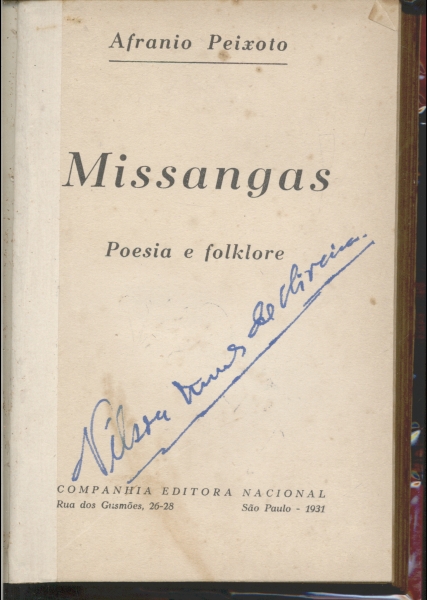 Afranio Peixoto
Missangas
Poesia e folklore
Nilson de Oliveira.
COMPANHIA EDITORA NACIONAL
Rua dos Gusmões, 26-28 São Paulo - 1931